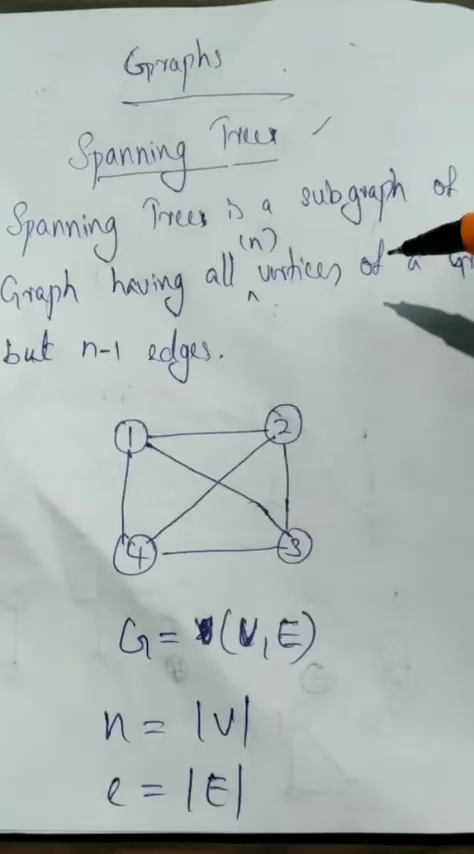 Graphs
Spanning Trees
Spanning Trees is a subgraph of
(n)
Graph having all ^ vertices of a
but n-1 edges.
1 2
4 3
G = (V, E)
n = |V|
e = |E|